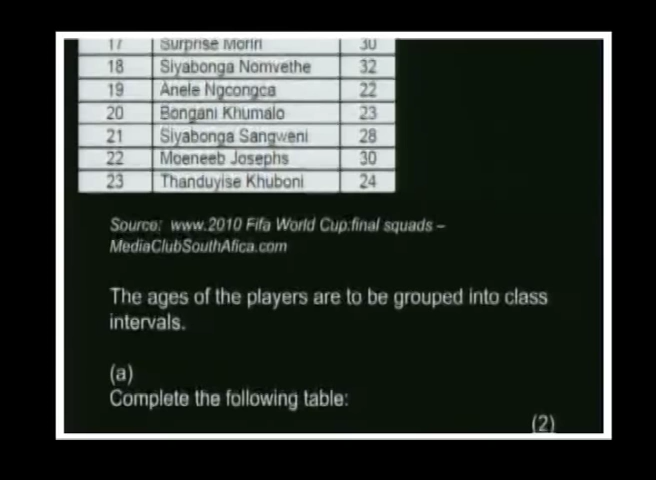 17 Surprise Moriri 30
18 Siyabonga Nomvethe 32
19 Anele Ngcongca 22
20 Bongani Khumalo 23
21 Siyabonga Sangweni 28
22 Moeneeb Josephs 30
23 Thanduyise Khuboni 24
Source: www.2010 Fifa World Cup:final squads –
MediaClubSouthAfica.com
The ages of the players are to be grouped into class
intervals.
(a)
Complete the following table:
(2)